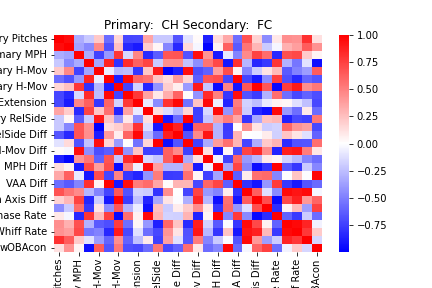 Primary: CH Secondary: FC
ry Pitches
mary MPH
ary H-Mov
ary H-Mov
Extension
ry RelSide
elSide Diff
H-Mov Diff
MPH Diff
VAA Diff
n Axis Diff
hase Rate
Whiff Rate
wOBAcon
1.00
0.75
0.50
0.25
0.00
−0.25
−0.50
−0.75
itches
y MPH
H-Mov
H-Mov
ension
elSide
e Diff
v Diff
H Diff
A Diff
is Diff
e Rate
f Rate
OBAcon